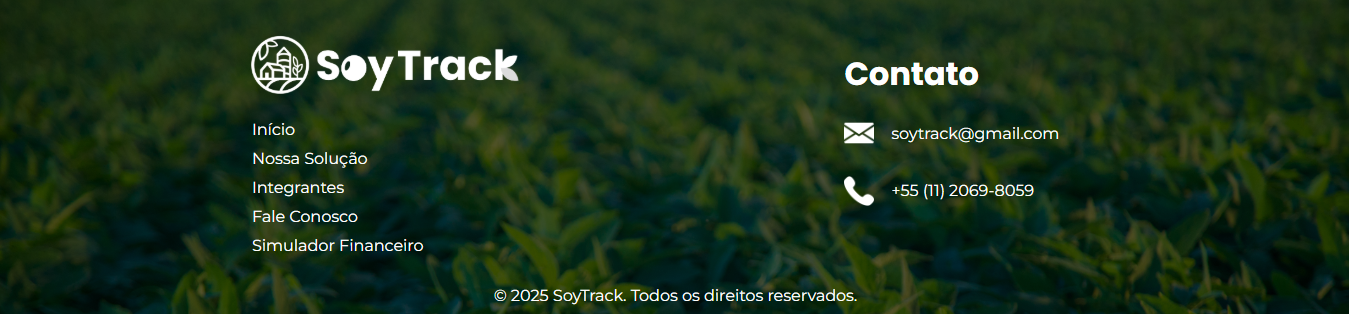 SoyTrack
Início
Nossa Solução
Integrantes
Fale Conosco
Simulador Financeiro
Contato
soytrack@gmail.com
+55 (11) 2069-8059
© 2025 SoyTrack. Todos os direitos reservados.